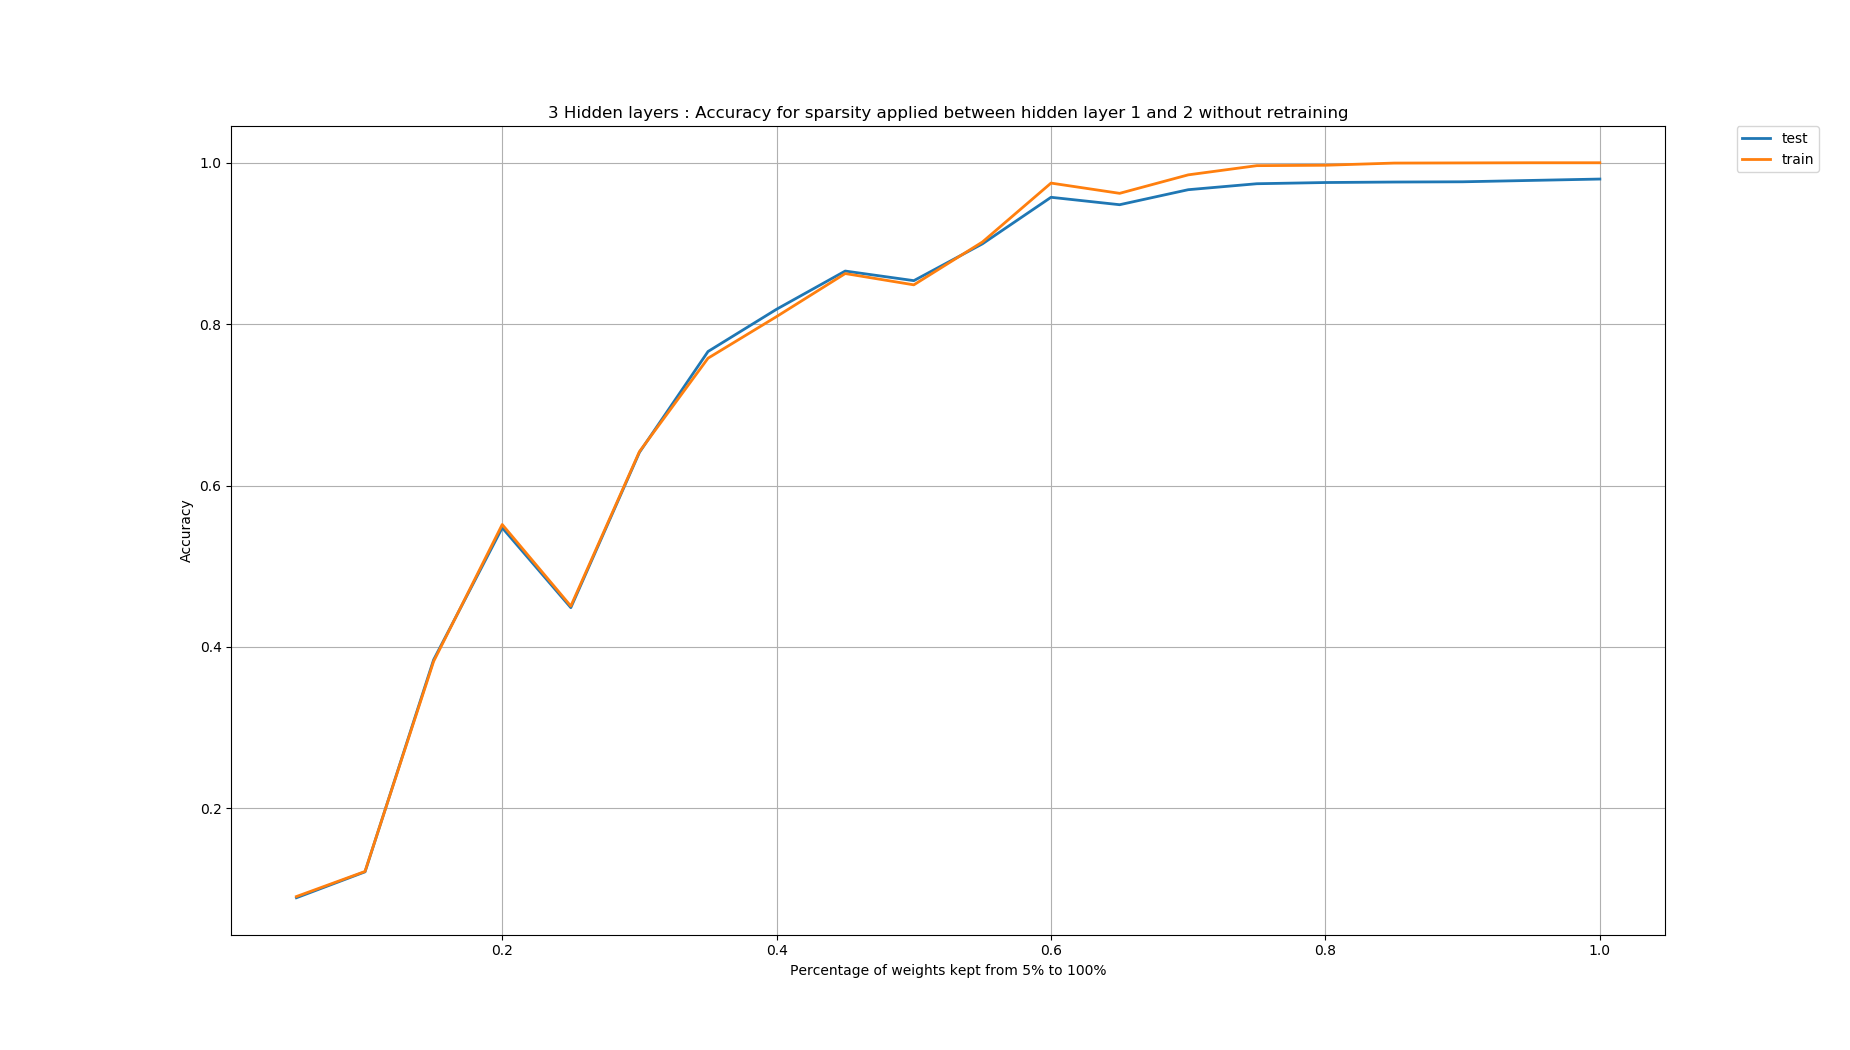 3 Hidden layers : Accuracy for sparsity applied between hidden layer 1 and 2 without retraining
test
train
1.0
0.8
0.6
0.4
0.2
Accuracy
0.2 0.4 0.6 0.8 1.0
Percentage of weights kept from 5% to 100%